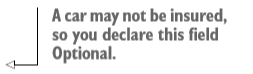 A car may not be insured,
so you declare this field
Optional.